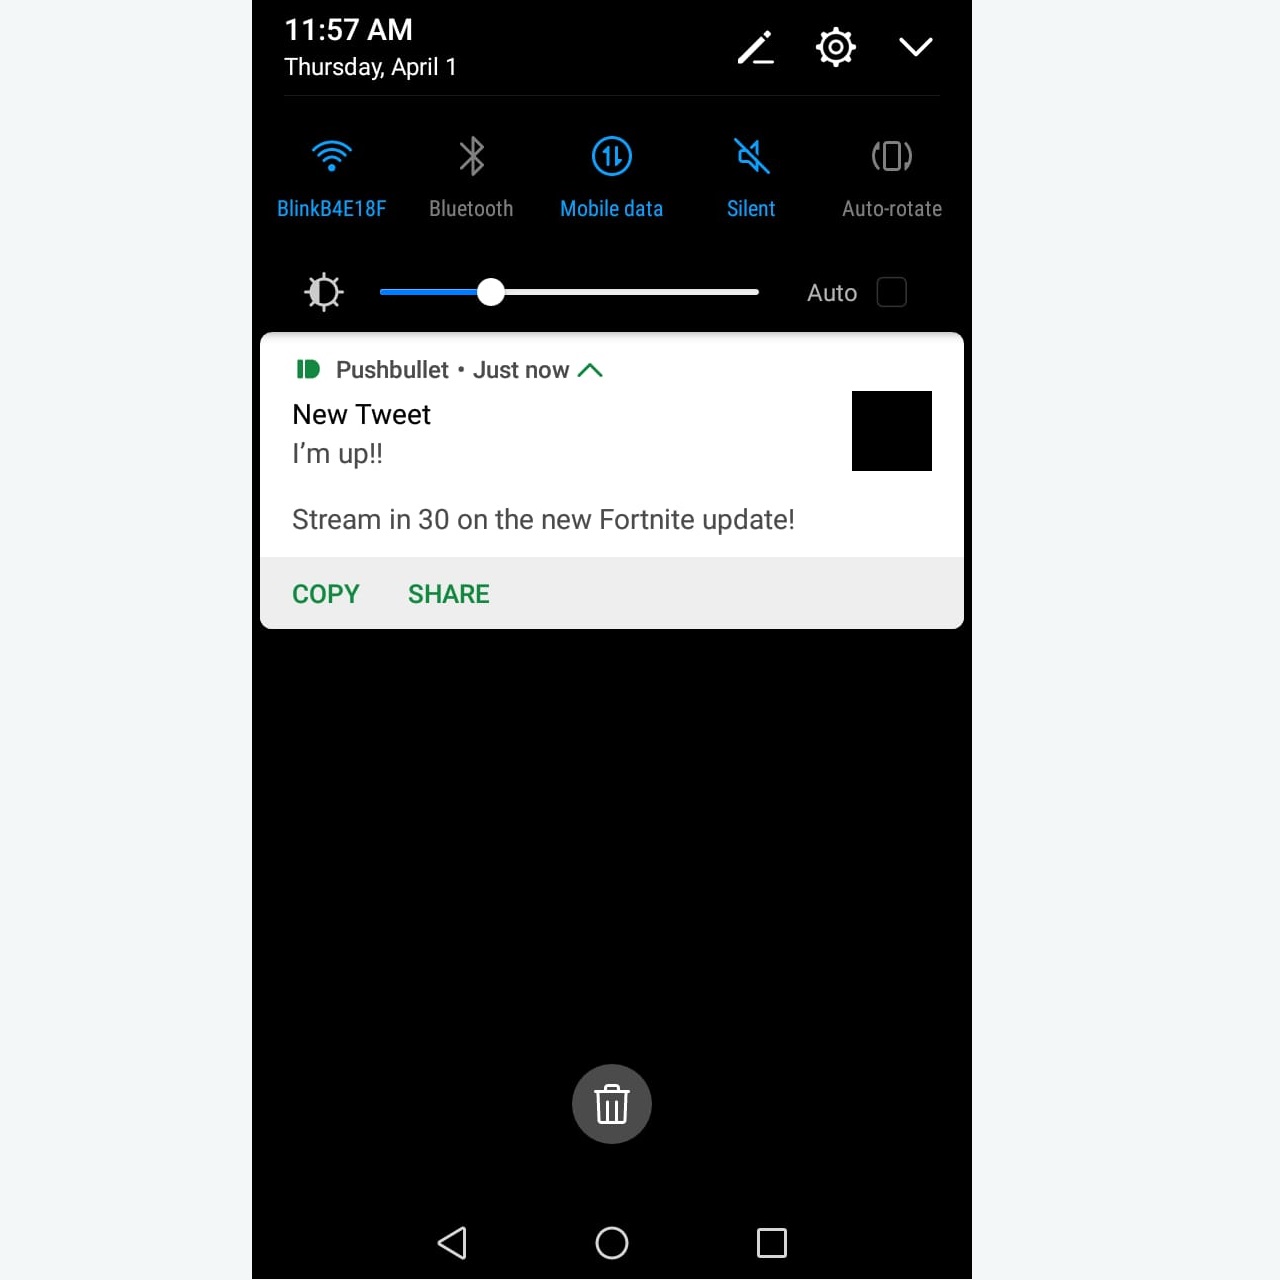 11:57 AM
Thursday, April 1
BlinkB4E18F Bluetooth Mobile data Silent Auto-rotate
Auto
Pushbullet • Just now
New Tweet
I’m up!!
Stream in 30 on the new Fortnite update!
COPY SHARE